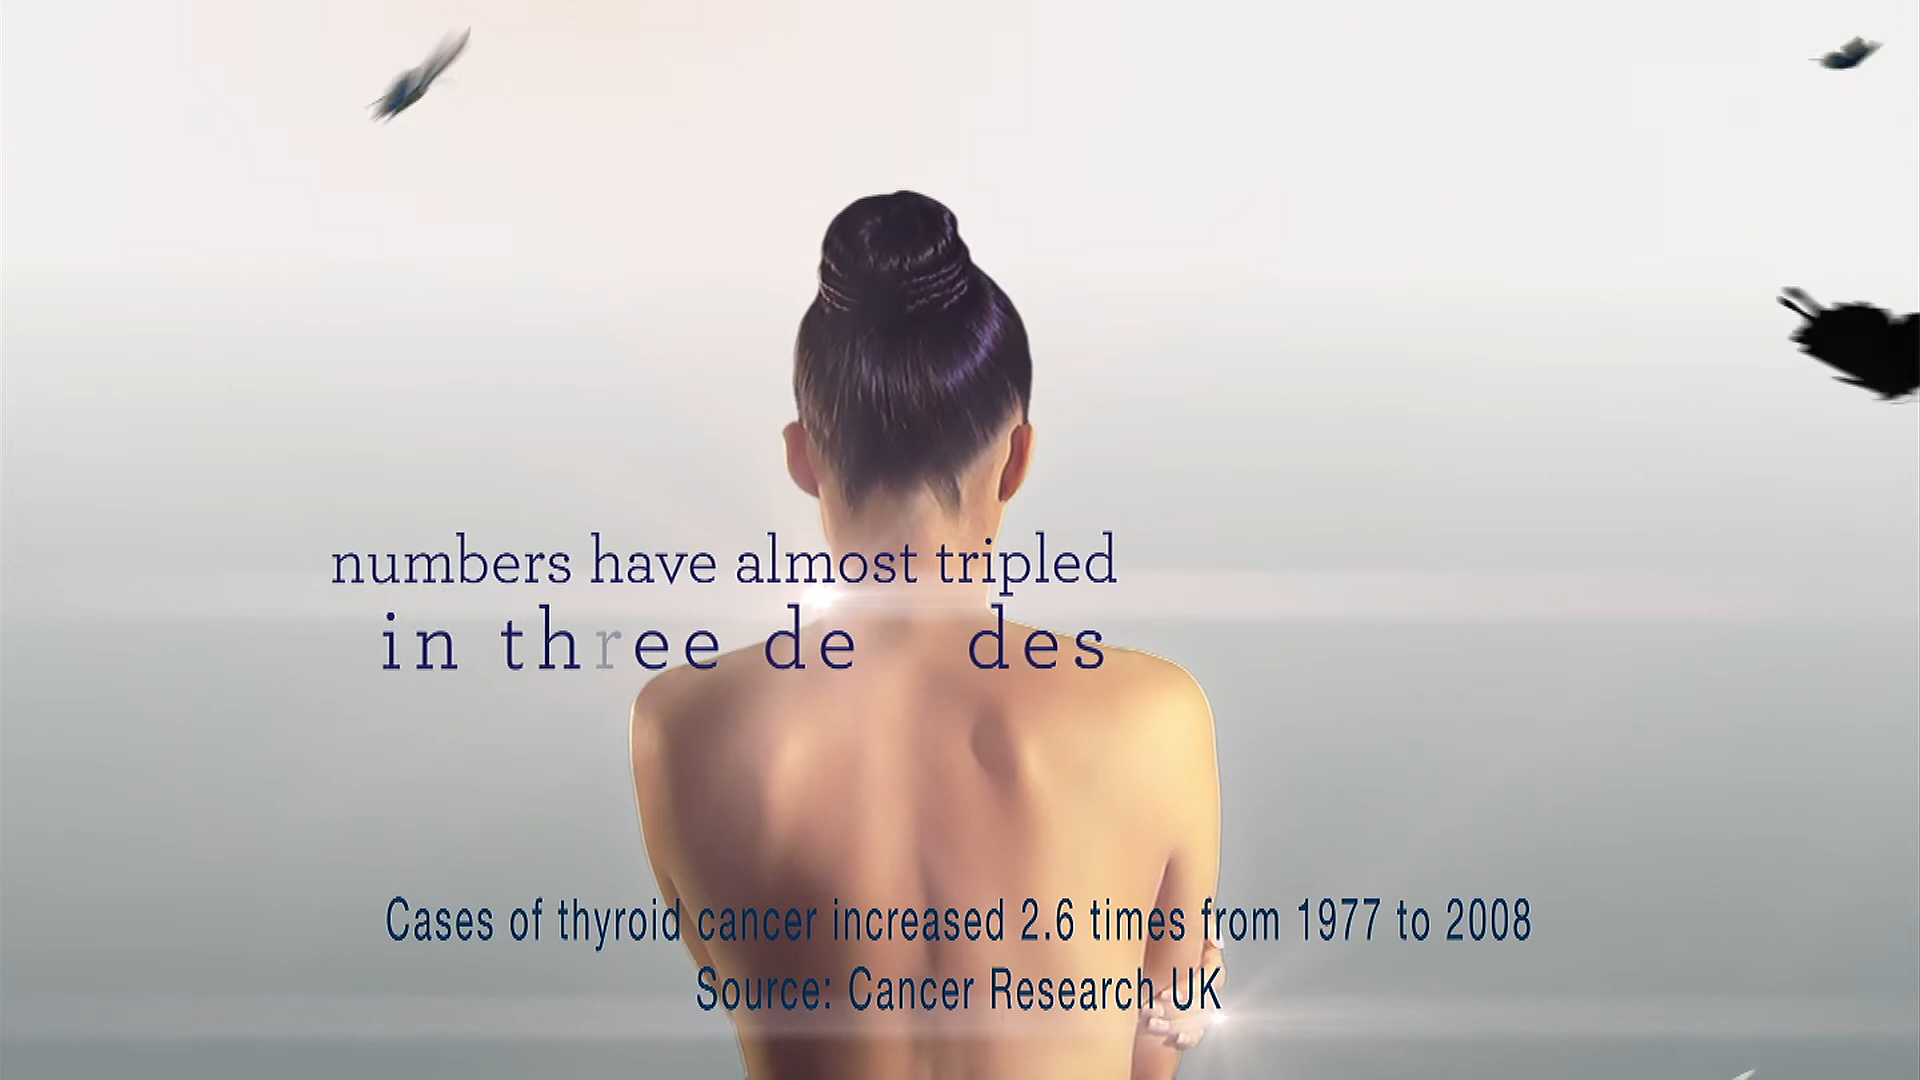 numbers have almost tripled
in three de des
Cases of thyroid cancer increased 2.6 times from 1977 to 2008
Source: Cancer Research UK